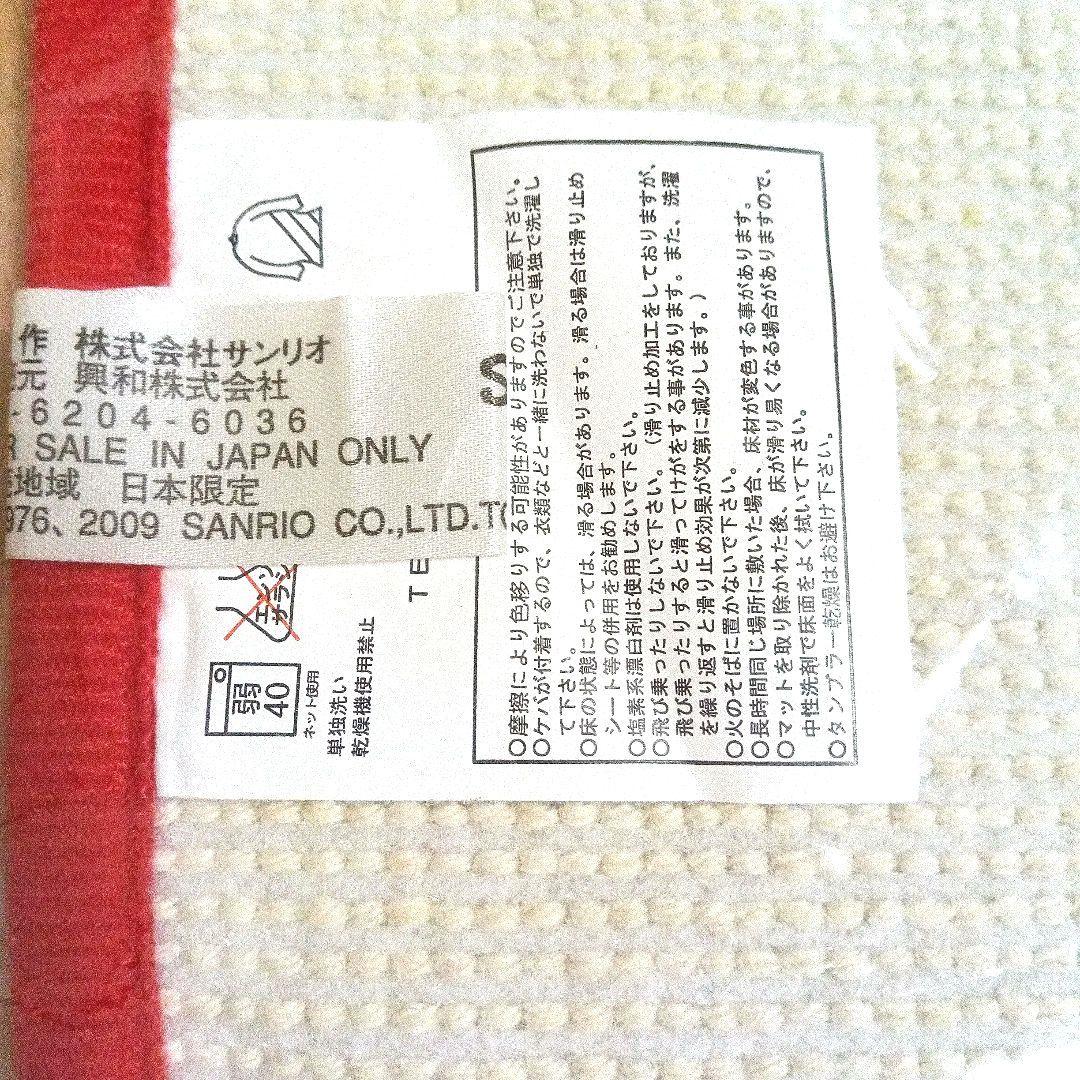 作 株式会社サンリオ
元 興和株式会社
-6204-6036
SALE IN JAPAN ONLY
地域 日本限定
976、2009 SANRIO CO.,LTD.
S
TE
エンソ
サラシ
弱
40
ネット使用
単独洗い
乾燥機使用禁止
○摩擦により色移りする可能性がありますのでご注意下さい。
○ケバが付着するので、衣類などと一緒に洗わないで単独で洗濯し
て下さい。
○床の状態によっては、滑る場合があります。滑る場合は滑り止め
シート等の併用をお勧めします。
○塩素系漂白剤は使用しないで下さい。
○飛び乗ったりしないで下さい。（滑り止め加工をしておりますが、
飛び乗ったりすると滑ってけがをする事があります。また、洗濯
を繰り返すと滑り止め効果が次第に減少します。）
○火のそばに置かないで下さい。
○長時間同じ場所に敷いた場合、床材が変色する事があります。
○マットを取り除かれた後、床が滑り易くなる場合がありますので、
中性洗剤で床面をよく拭いて下さい。
○タンブラー乾燥はお避け下さい。